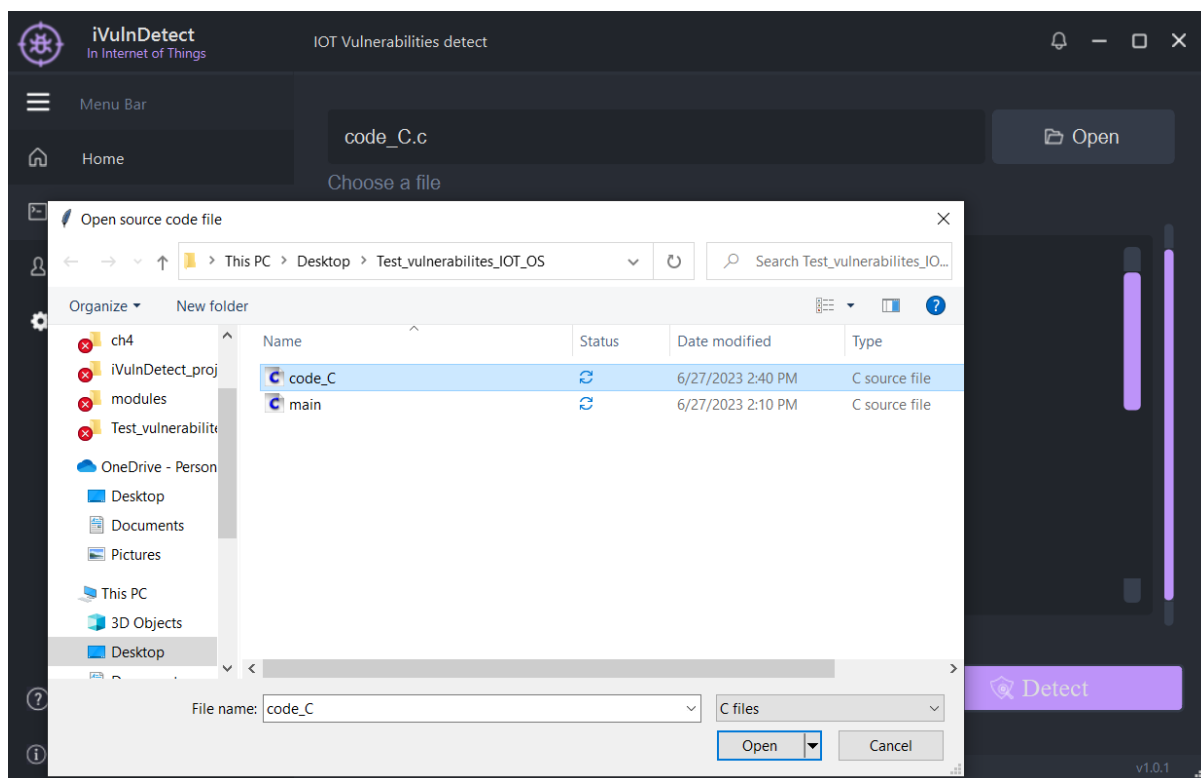 iVulnDetect
In Internet of Things
IOT Vulnerabilities detect
Menu Bar
Home
code_C.c
Open
Choose a file
Open source code file
This PC > Desktop > Test_vulnerabilites_IOT_OS
Search Test_vulnerabilites_IO...
Organize
New folder
Name Status Date modified Type
ch4
iVulnDetect_proj
modules
Test_vulnerabilite
OneDrive - Person
Desktop
Documents
Pictures
This PC
3D Objects
Desktop
code_C 6/27/2023 2:40 PM C source file
main 6/27/2023 2:10 PM C source file
File name: code_C
C files
Open
Cancel
Detect
v1.0.1